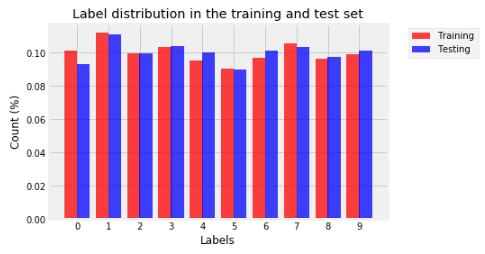 Label distribution in the training and test set
Training
Testing
0.10
0.08
0.06
0.04
0.02
0.00
Count (%)
0 1 2 3 4 5 6 7 8 9
Labels